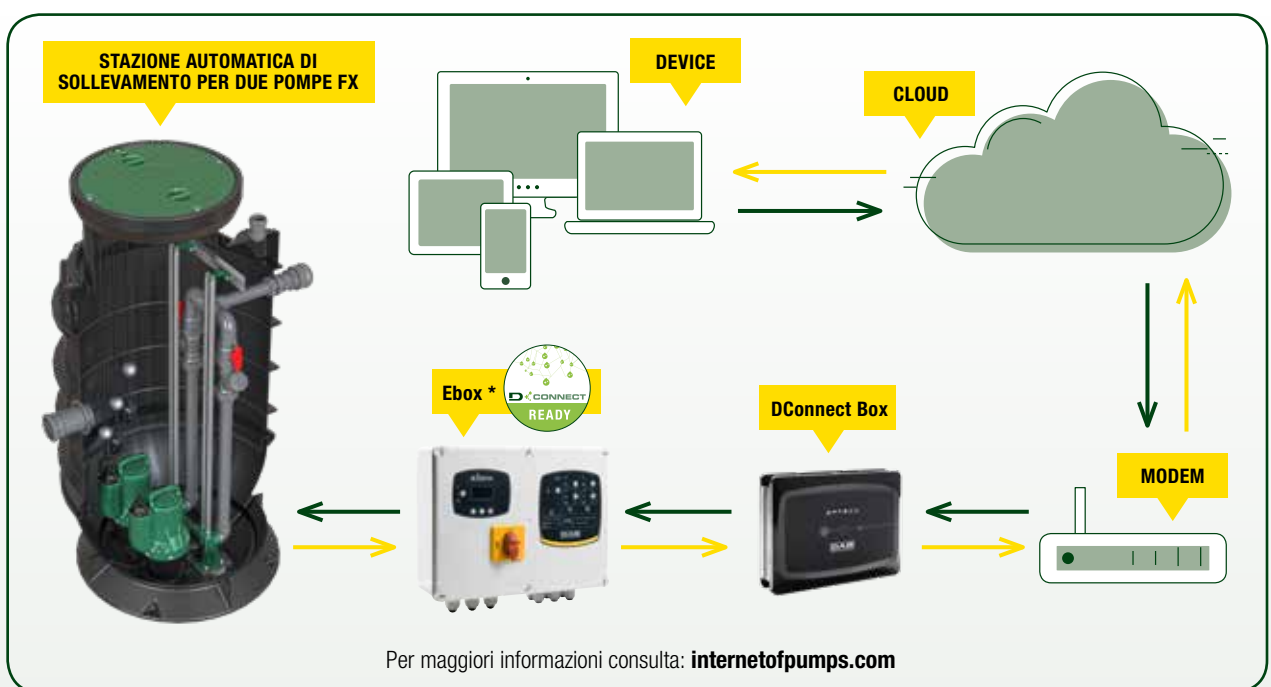 STAZIONE AUTOMATICA DI
SOLLEVAMENTO PER DUE POMPE FX
DEVICE
CLOUD
Ebox *
D CONNECT
READY
DConnect Box
MODEM
DAB
DAB
Per maggiori informazioni consulta: internetofpumps.com